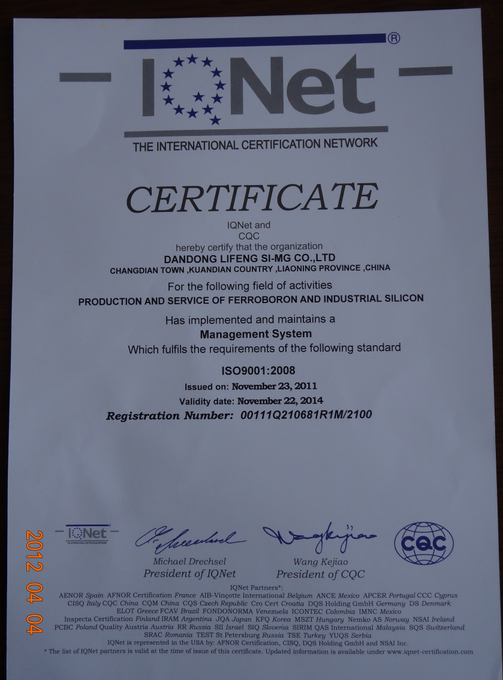 IQNet ®
THE INTERNATIONAL CERTIFICATION NETWORK
CERTIFICATE
IQNet and
CQC
hereby certify that the organization
DANDONG LIFENG SI-MG CO.,LTD
CHANGDIAN TOWN ,KUANDIAN COUNTRY ,LIAONING PROVINCE ,CHINA
For the following field of activities
PRODUCTION AND SERVICE OF FERROBORON AND INDUSTRIAL SILICON
Has implemented and maintains a
Management System
Which fulfils the requirements of the following standard
ISO9001:2008
Issued on: November 23, 2011
Validity date: November 22, 2014
Registration Number: 00111Q210681R1M/2100
IQNet
CQC
Michael Drechsel Wang Kejiao
President of IQNet President of CQC
IQNet Partners*:
AENOR Spain AFNOR Certification France AIB-Vinçotte International Belgium ANCE Mexico APCER Portugal CCC Cyprus
CISQ Italy CQC China CQM China CQS Czech Republic Cro Cert Croatia DQS Holding GmbH Germany DS Denmark
ELOT Greece FCAV Brazil FONDONORMA Venezuela ICONTEC Colombia IMNC Mexico
Inspecta Certification Finland IRAM Argentina JQA Japan KFQ Korea MSZT Hungary Nemko AS Norway NSAI Ireland
PCBC Poland Quality Austria Austria RR Russia SII Israel SIQ Slovenia SIRIM QAS International Malaysia SQS Switzerland
SRAC Romania TEST St Petersburg Russia TSE Turkey YUQS Serbia
IQNet is represented in the USA by: AFNOR Certification, CISQ, DQS Holding GmbH and NSAI Inc.
* The list of IQNet partners is valid at the time of issue of this certificate. Updated information is available under www.iqnet-certification.com
2012 04 04